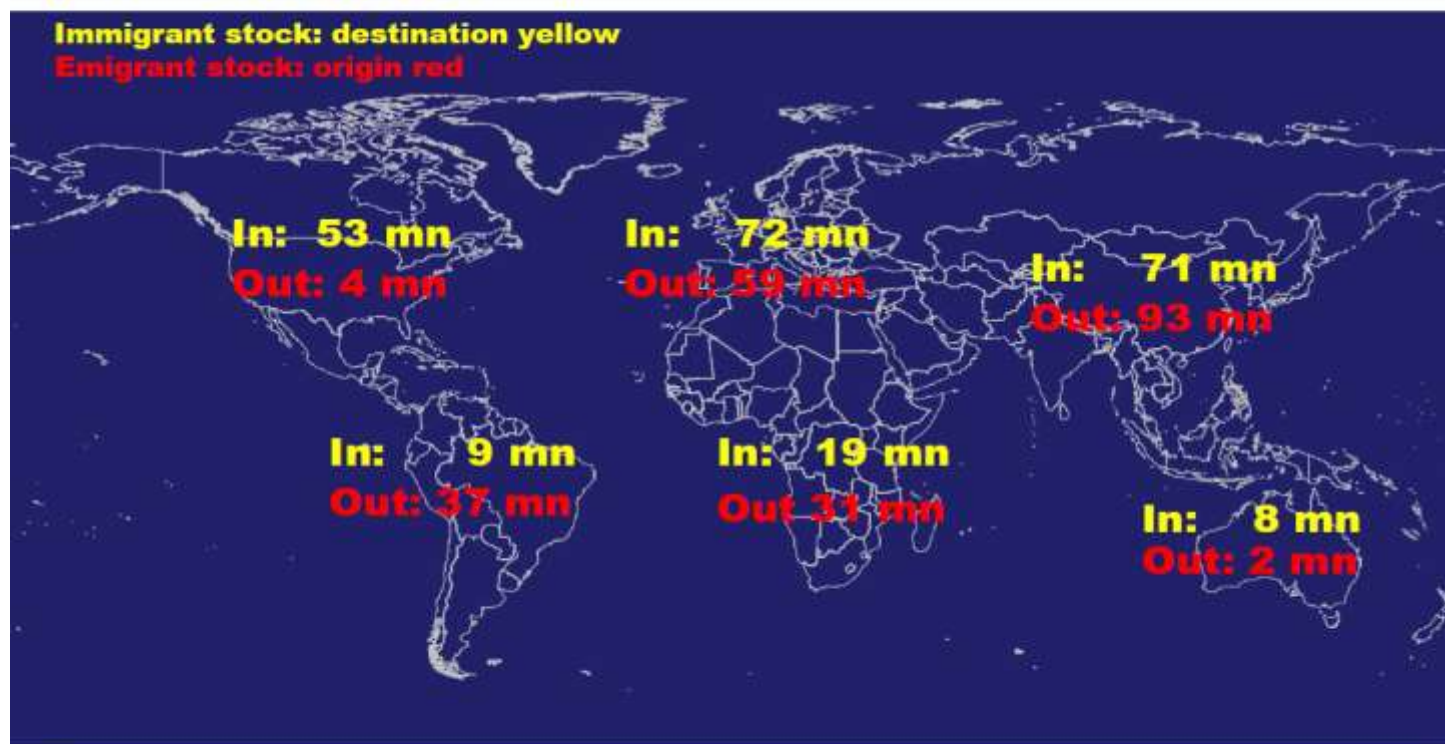 Immigrant stock: destination yellow
Emigrant stock: origin red
In: 53 mn
Out: 4 mn
In: 72 mn
Out: 59 mn
In: 71 mn
Out: 93 mn
In: 9 mn
Out: 37 mn
In: 19 mn
Out 31 mn
In: 8 mn
Out: 2 mn